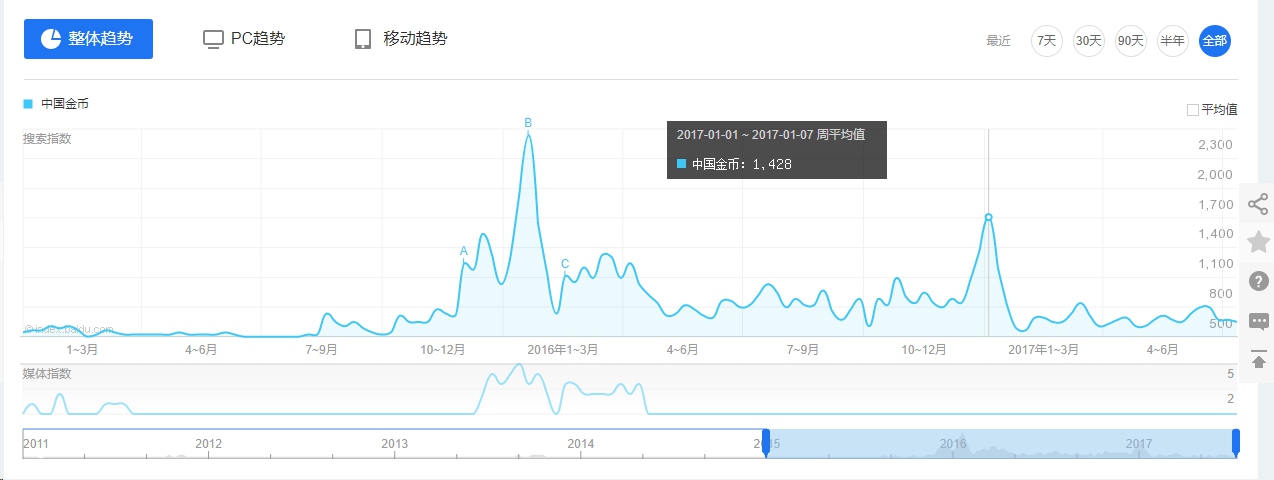 整体趋势 PC趋势 移动趋势 最近 7天 30天 90天 半年 全部
中国金币 平均值
搜索指数
B
2017-01-01 ~ 2017-01-07 周平均值
中国金币: 1,428
A
C
2,300
2,000
1,700
1,400
1,100
800
500
©index.baidu.com
1~3月 4~6月 7~9月 10~12月 2016年1~3月 4~6月 7~9月 10~12月 2017年1~3月 4~6月
媒体指数
5
2
2011 2012 2013 2014 2015 2016 2017